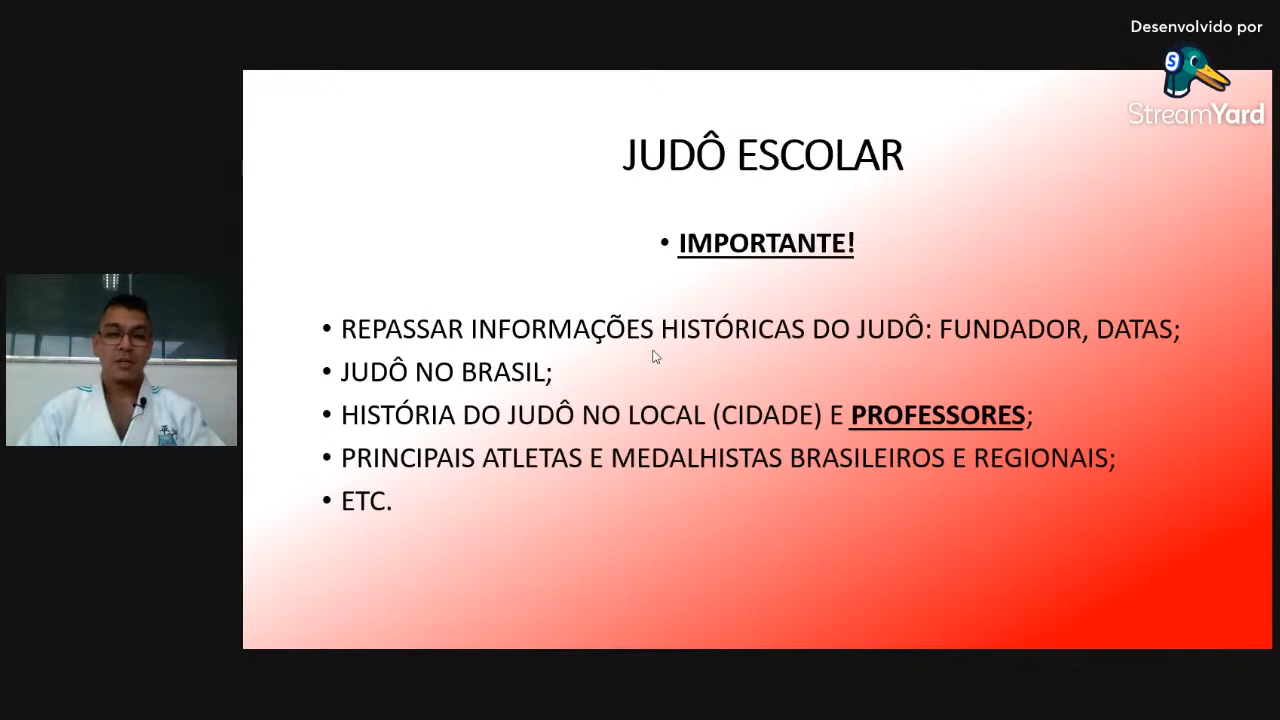 Desenvolvido por
StreamYard
JUDÔ ESCOLAR
• IMPORTANTE!
• REPASSAR INFORMAÇÕES HISTÓRICAS DO JUDÔ: FUNDADOR, DATAS;
• JUDÔ NO BRASIL;
• HISTÓRIA DO JUDÔ NO LOCAL (CIDADE) E PROFESSORES;
• PRINCIPAIS ATLETAS E MEDALHISTAS BRASILEIROS E REGIONAIS;
• ETC.